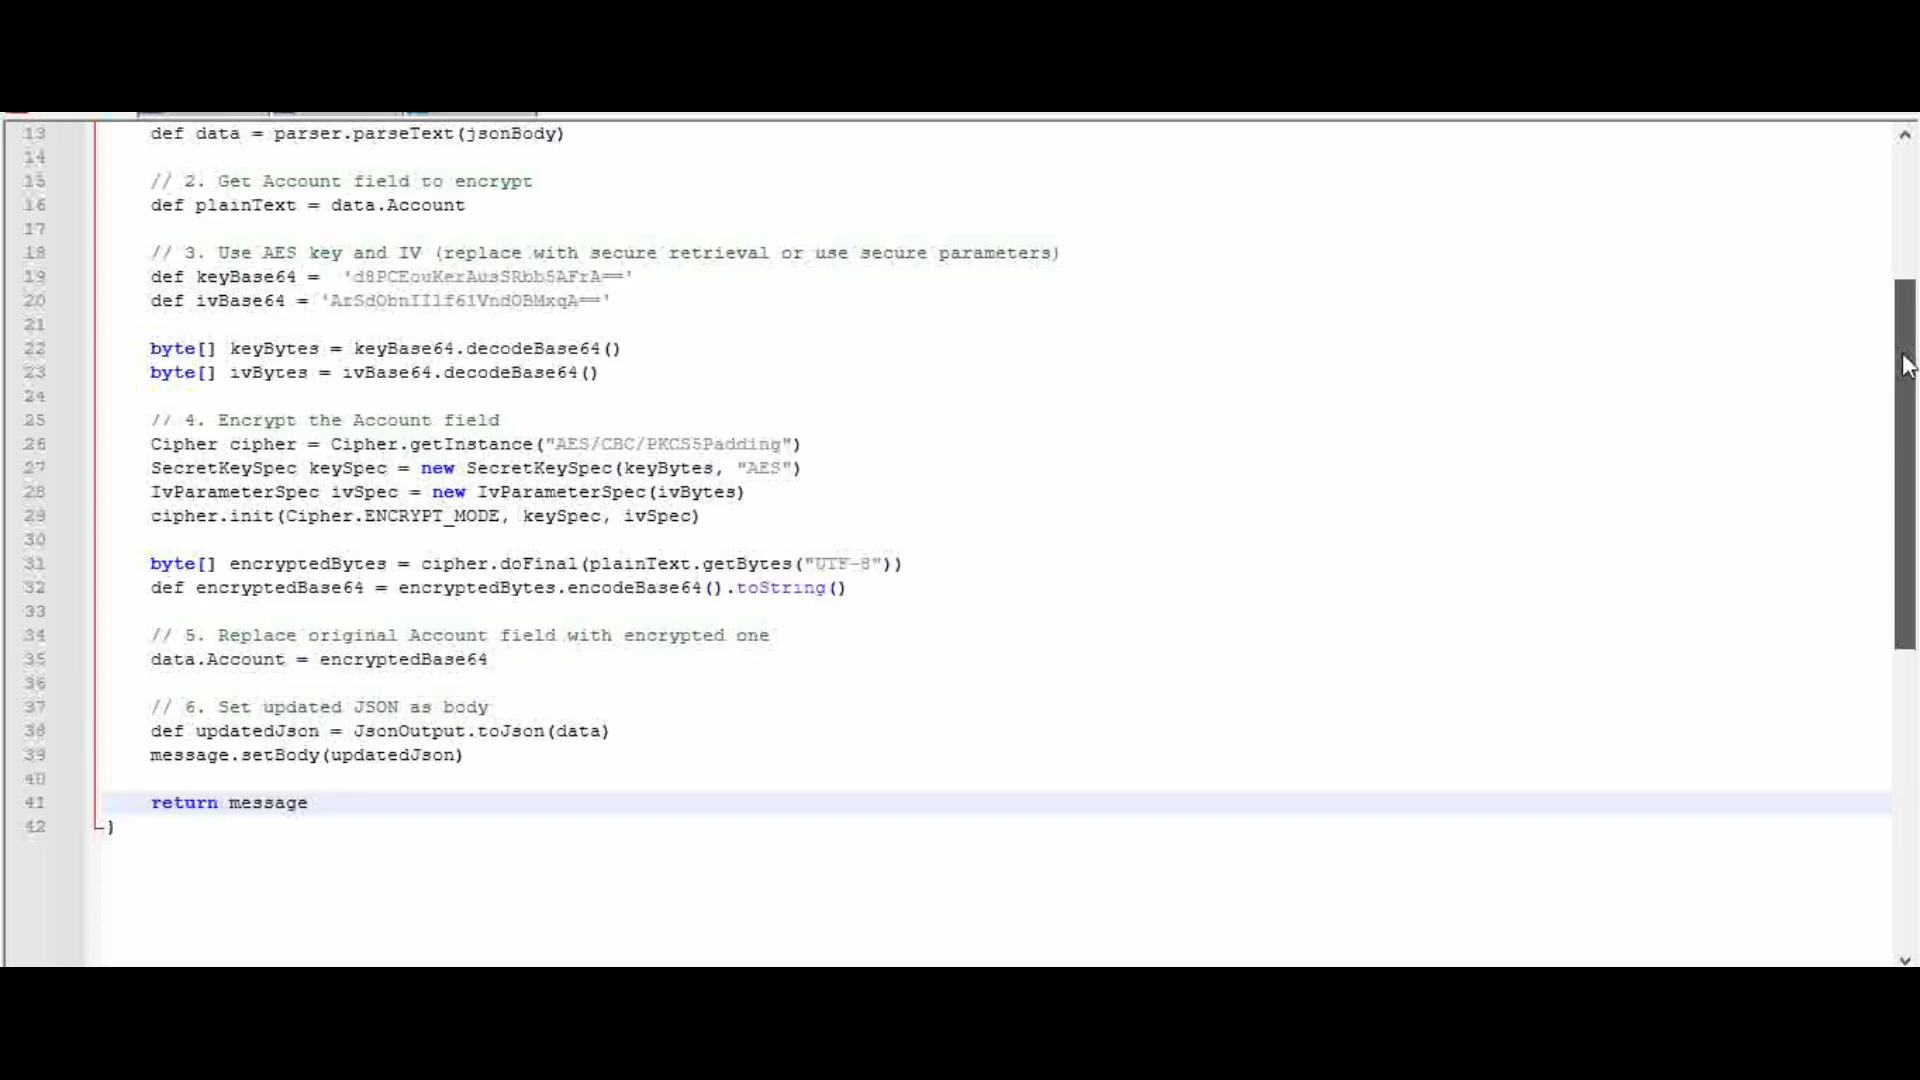 13 def data = parser.parseText(jsonBody)
14
15 // 2. Get Account field to encrypt
16 def plainText = data.Account
17
18 // 3. Use AES key and IV (replace with secure retrieval or use secure parameters)
19 def keyBase64 = 'd8PCEouKerAusSRbb5AFrA=='
20 def ivBase64 =
21
22 byte[] keyBytes = keyBase64.decodeBase64()
23 byte[] ivBytes = ivBase64.decodeBase64()
24
25 // 4. Encrypt the Account field
26 Cipher cipher = Cipher.getInstance("AES/CBC/PKCS5Padding")
27 SecretKeySpec keySpec = new SecretKeySpec(keyBytes, "AES")
28 IvParameterSpec ivSpec = new IvParameterSpec(ivBytes)
29 cipher.init(Cipher.ENCRYPT_MODE, keySpec, ivSpec)
30
31 byte[] encryptedBytes = cipher.doFinal(plainText.getBytes("UTF-8"))
32 def encryptedBase64 = encryptedBytes.encodeBase64().toString()
33
34 // 5. Replace original Account field with encrypted one
35 data.Account = encryptedBase64
36
37 // 6. Set updated JSON as body
38 def updatedJson = JsonOutput.toJson(data)
39 message.setBody(updatedJson)
40
41 return message
42 }